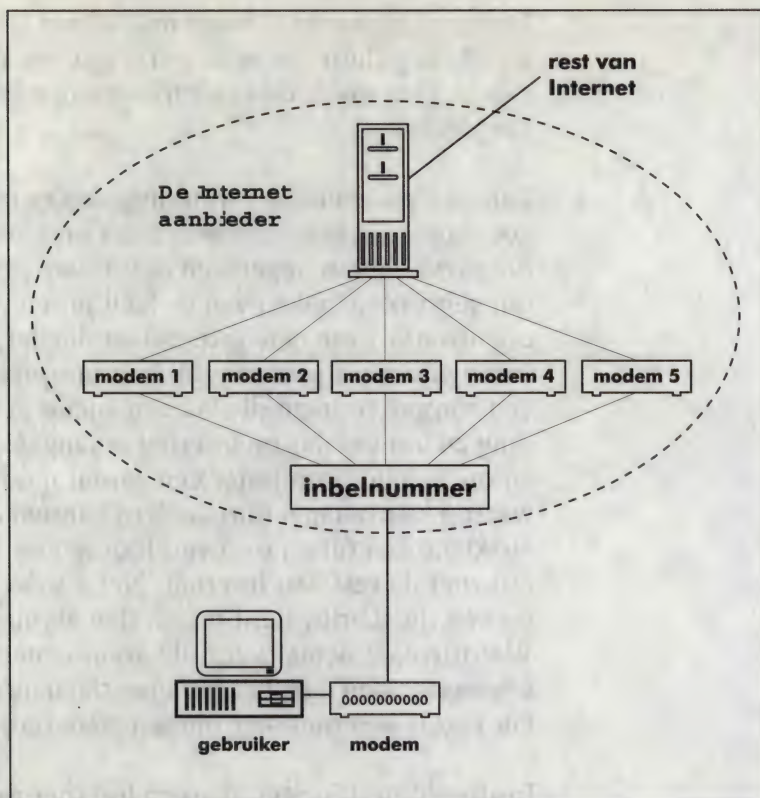 rest van
Internet
De Internet
aanbieder
modem 1
modem 2
modem 3
modem 4
modem 5
inbelnummer
0000000000
gebruiker
modem